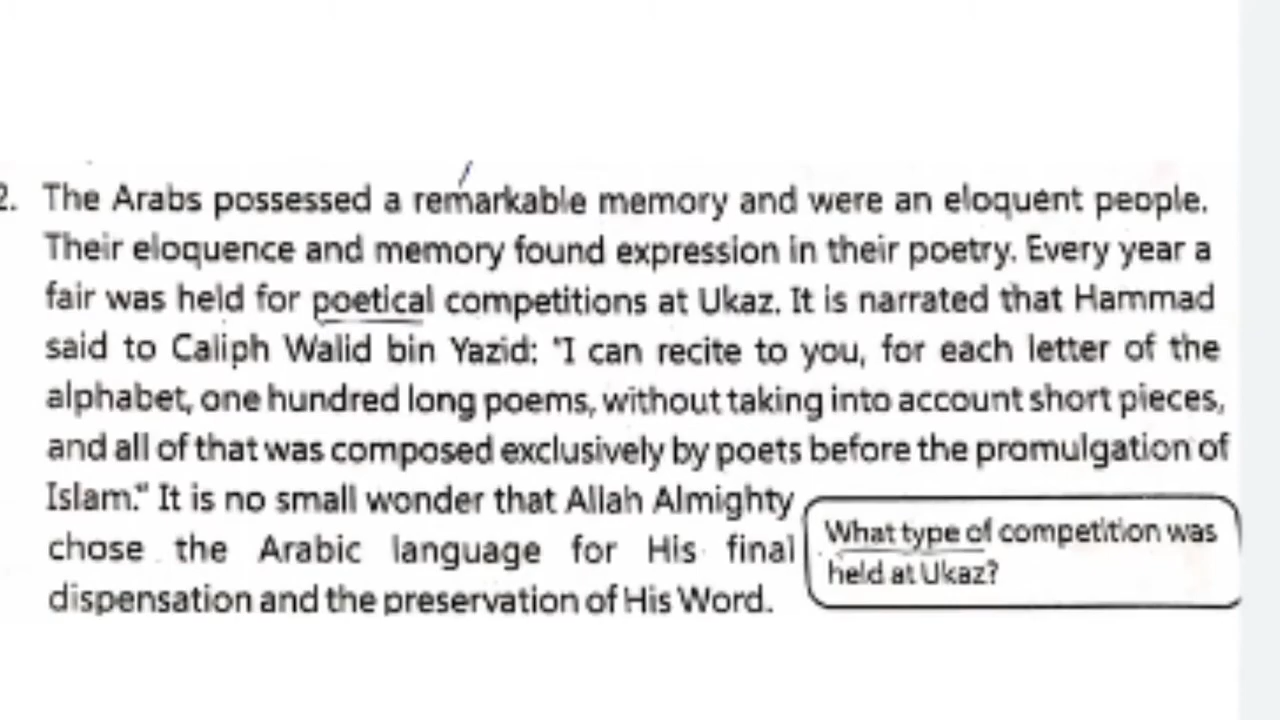 2. The Arabs possessed a remarkable memory and were an eloquent people.
Their eloquence and memory found expression in their poetry. Every year a
fair was held for poetical competitions at Ukaz. It is narrated that Hammad
said to Caliph Walid bin Yazid: "I can recite to you, for each letter of the
alphabet, one hundred long poems, without taking into account short pieces,
and all of that was composed exclusively by poets before the promulgation of
Islam." It is no small wonder that Allah Almighty
chose the Arabic language for His final
dispensation and the preservation of His Word.
What type of competition was
held at Ukaz?